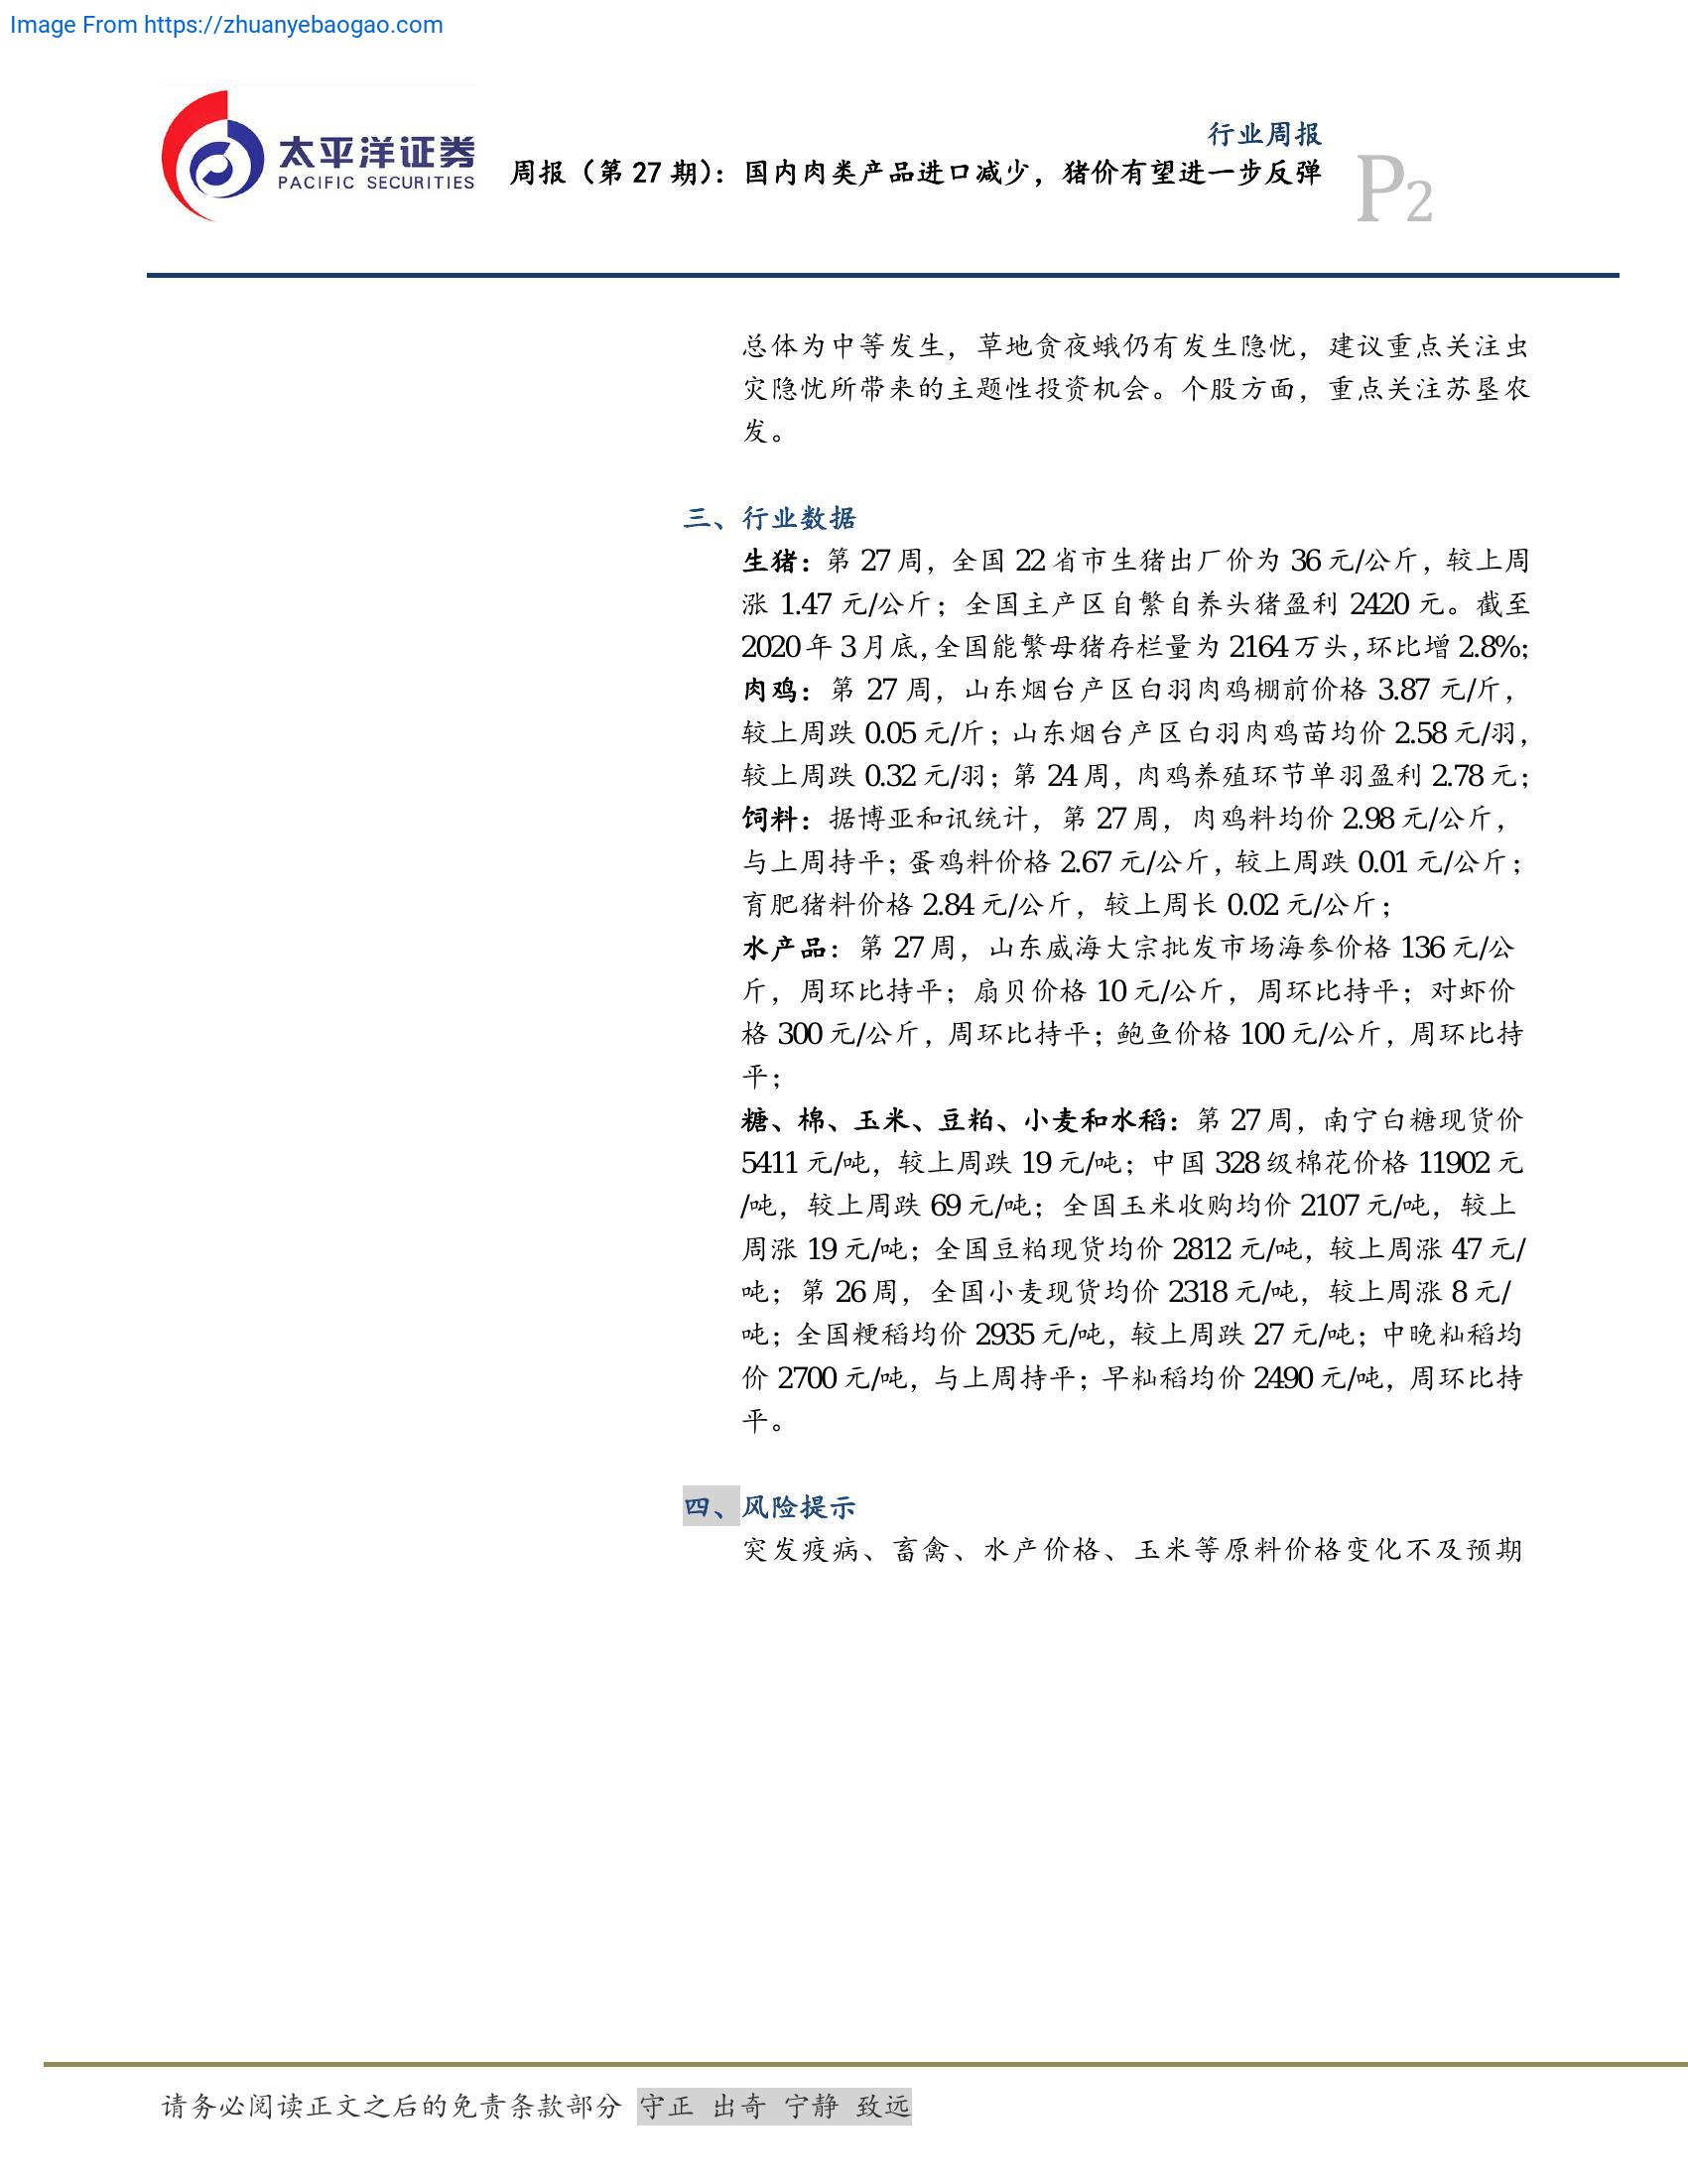 Image From https://zhuanyebaogao.com
太平洋证券
PACIFIC SECURITIES
行业周报
周报（第 27 期）：国内肉类产品进口减少，猪价有望进一步反弹
P2
总体为中等发生，草地贪夜蛾仍有发生隐忧，建议重点关注虫
灾隐忧所带来的主题性投资机会。个股方面，重点关注苏垦农
发。
三、行业数据
生猪：第 27 周，全国 22 省市生猪出厂价为 36 元/公斤，较上周
涨 1.47 元/公斤；全国主产区自繁自养头猪盈利 2420 元。截至
2020 年 3 月底，全国能繁母猪存栏量为 2164 万头，环比增 2.8%；
肉鸡：第 27 周，山东烟台产区白羽肉鸡棚前价格 3.87 元/斤，
较上周跌 0.05 元/斤；山东烟台产区白羽肉鸡苗均价 2.58 元/羽，
较上周跌 0.32 元/羽；第 24 周，肉鸡养殖环节单羽盈利 2.78 元；
饲料：据博亚和讯统计，第 27 周，肉鸡料均价 2.98 元/公斤，
与上周持平；蛋鸡料价格 2.67 元/公斤，较上周跌 0.01 元/公斤；
育肥猪料价格 2.84 元/公斤，较上周长 0.02 元/公斤；
水产品：第 27 周，山东威海大宗批发市场海参价格 136 元/公
斤，周环比持平；扇贝价格 10 元/公斤，周环比持平；对虾价
格 300 元/公斤，周环比持平；鲍鱼价格 100 元/公斤，周环比持
平；
糖、棉、玉米、豆粕、小麦和水稻：第 27 周，南宁白糖现货价
5411 元/吨，较上周跌 19 元/吨；中国 328 级棉花价格 11902 元
/吨，较上周跌 69 元/吨；全国玉米收购均价 2107 元/吨，较上
周涨 19 元/吨；全国豆粕现货均价 2812 元/吨，较上周涨 47 元/
吨；第 26 周，全国小麦现货均价 2318 元/吨，较上周涨 8 元/
吨；全国粳稻均价 2935 元/吨，较上周跌 27 元/吨；中晚籼稻均
价 2700 元/吨，与上周持平；早籼稻均价 2490 元/吨，周环比持
平。
四、风险提示
突发疫病、畜禽、水产价格、玉米等原料价格变化不及预期
请务必阅读正文之后的免责条款部分 守正 出奇 宁静 致远